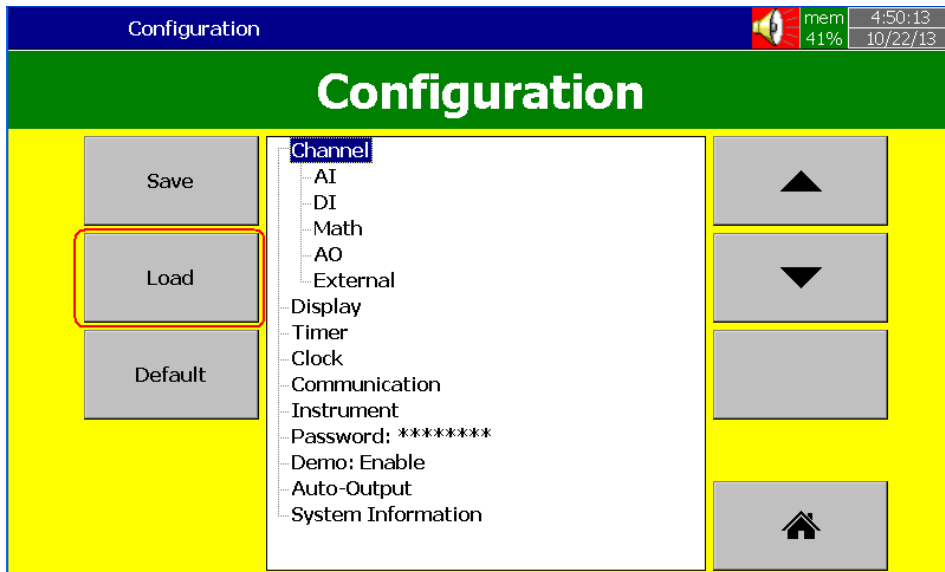 Configuration
mem 4:50:13
41% 10/22/13
Configuration
Save
Load
Default
Channel
AI
DI
Math
AO
External
Display
Timer
Clock
Communication
Instrument
Password: ********
Demo: Enable
Auto-Output
System Information